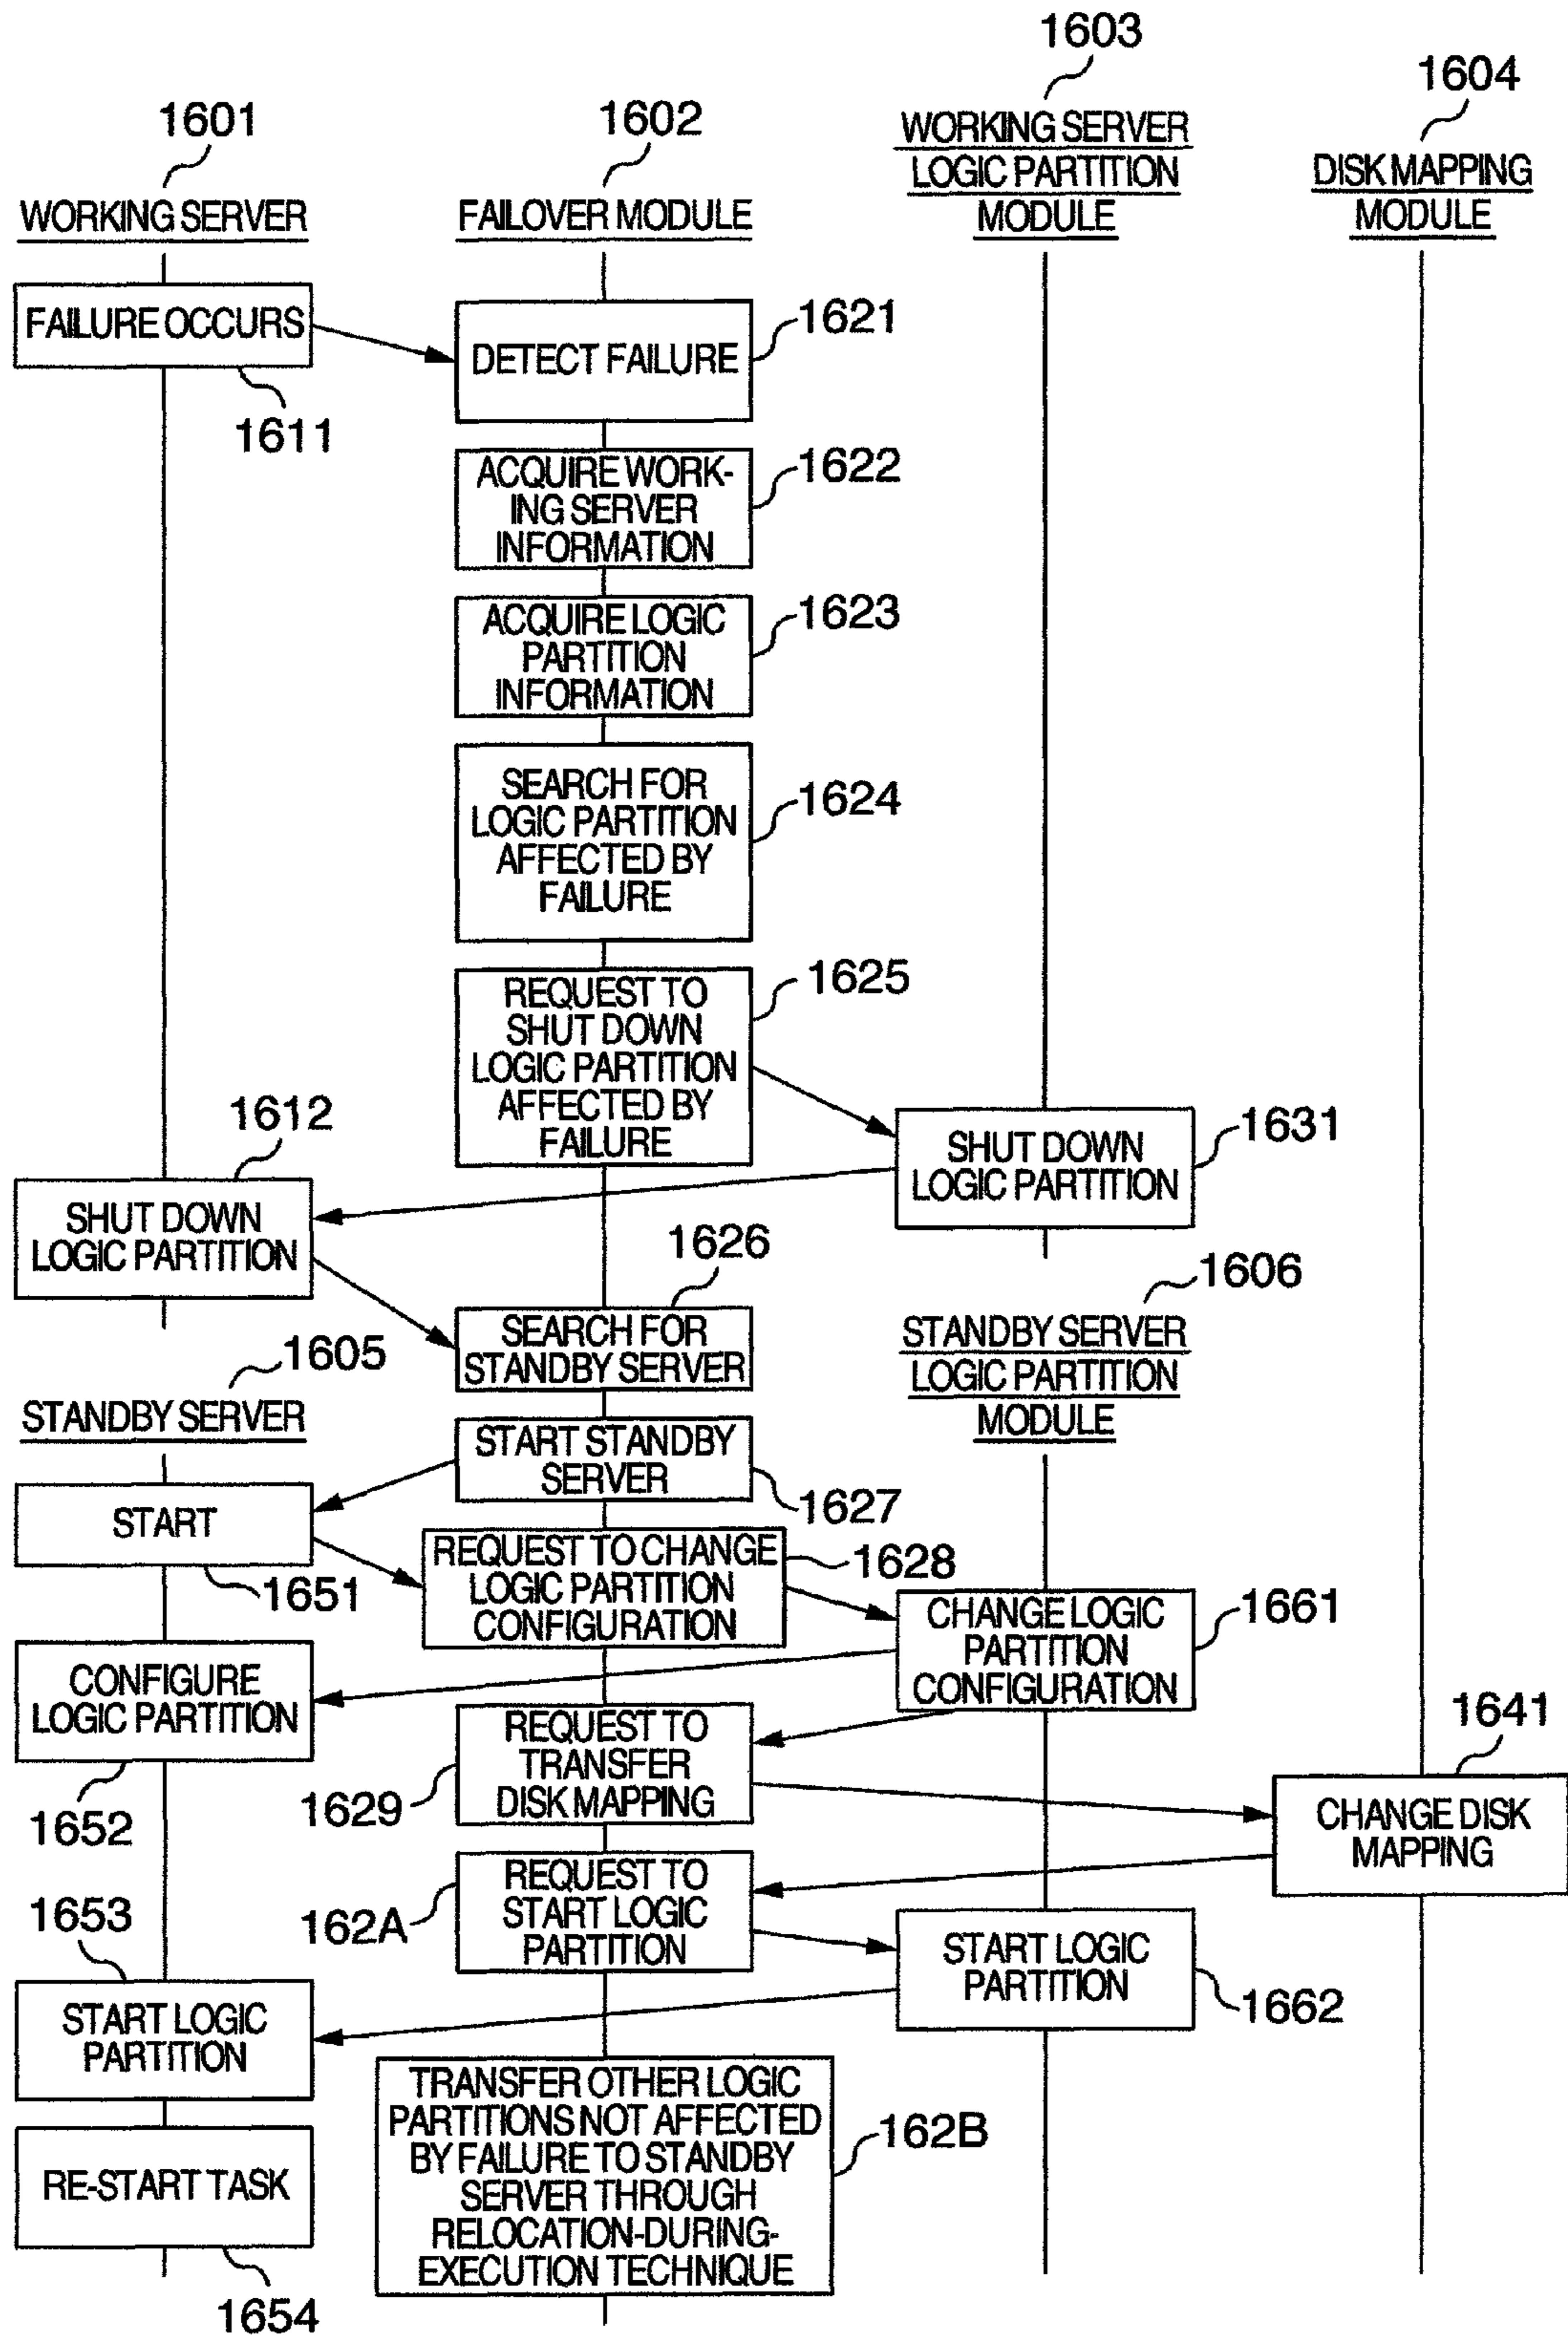 1603
1604
1601
1602
WORKING SERVER
LOGIC PARTITION
MODULE
DISK MAPPING
MODULE
WORKING SERVER
FAILOVER MODULE
FAILURE OCCURS
1611
DETECT FAILURE
1621
ACQUIRE WORK-
ING SERVER
INFORMATION
1622
ACQUIRE LOGIC
PARTITION
INFORMATION
1623
SEARCH FOR
LOGIC PARTITION
AFFECTED BY
FAILURE
1624
REQUEST TO
SHUT DOWN
LOGIC PARTITION
AFFECTED BY
FAILURE
1625
SHUT DOWN
LOGIC PARTITION
1631
1612
SHUT DOWN
LOGIC PARTITION
1626
SEARCH FOR
STANDBY SERVER
1606
STANDBY SERVER
LOGIC PARTITION
MODULE
1605
STANDBY SERVER
START STANDBY
SERVER
1627
START
1651
REQUEST TO CHANGE
LOGIC PARTITION
CONFIGURATION
1628
CHANGE LOGIC
PARTITION
CONFIGURATION
1661
CONFIGURE
LOGIC PARTITION
1652
REQUEST TO
TRANSFER
DISK MAPPING
1629
1641
CHANGE DISK
MAPPING
REQUEST TO
START LOGIC
PARTITION
162A
START LOGIC
PARTITION
1662
1653
START LOGIC
PARTITION
TRANSFER OTHER LOGIC
PARTITIONS NOT AFFECTED
BY FAILURE TO STANDBY
SERVER THROUGH
RELOCATION-DURING-
EXECUTION TECHNIQUE
162B
RE-START TASK
1654